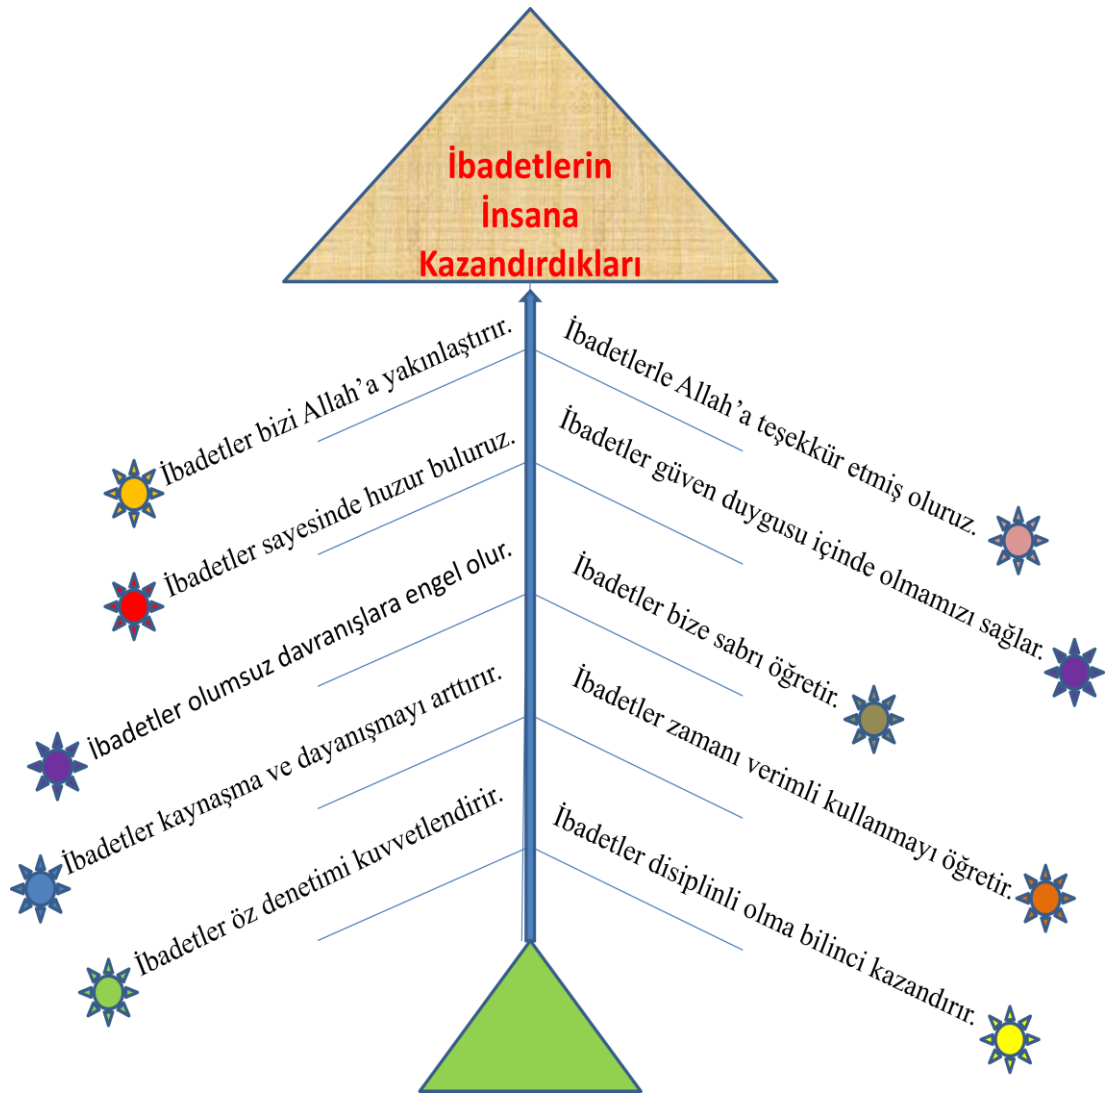 İbadetlerin
İnsana
Kazandırdıkları
İbadetler bizi Allah’a yakınlaştırır.
İbadetler sayesinde huzur buluruz.
İbadetler olumsuz davranışlara engel olur.
İbadetler kaynaşma ve dayanışmayı arttırır.
İbadetler öz denetimi kuvvetlendirir.
İbadetlerle Allah’a teşekkür etmiş oluruz.
İbadetler güven duygusu içinde olmamızı sağlar.
İbadetler bize sabrı öğretir.
İbadetler zamanı verimli kullanmayı öğretir.
İbadetler disiplinli olma bilinci kazandırır.